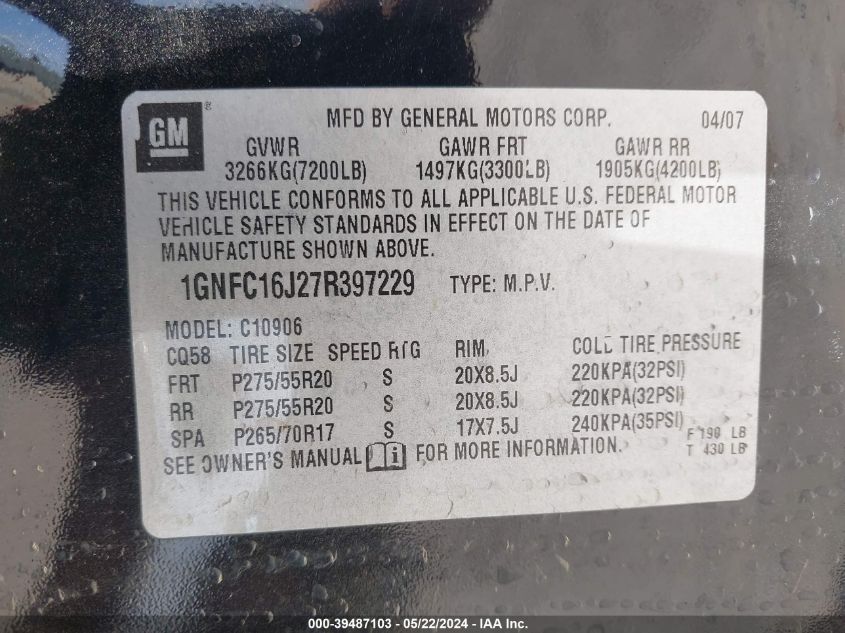 GM ® MFD BY GENERAL MOTORS CORP. 04/07
GVWR GAWR FRT GAWR RR
3266KG(7200LB) 1497KG(3300LB) 1905KG(4200LB)
THIS VEHICLE CONFORMS TO ALL APPLICABLE U.S. FEDERAL MOTOR
VEHICLE SAFETY STANDARDS IN EFFECT ON THE DATE OF
MANUFACTURE SHOWN ABOVE.
1GNFC16J27R397229 TYPE: M.P.V.
MODEL: C10906
CQ58 TIRE SIZE SPEED RTG RIM COLD TIRE PRESSURE
FRT P275/55R20 S 20X8.5J 220KPA(32PSI)
RR P275/55R20 S 20X8.5J 220KPA(32PSI)
SPA P265/70R17 S 17X7.5J 240KPA(35PSI)
F 190 LB
T 430 LB
SEE OWNER'S MANUAL i FOR MORE INFORMATION.
000-39487103 - 05/22/2024 - © IAA, Inc.